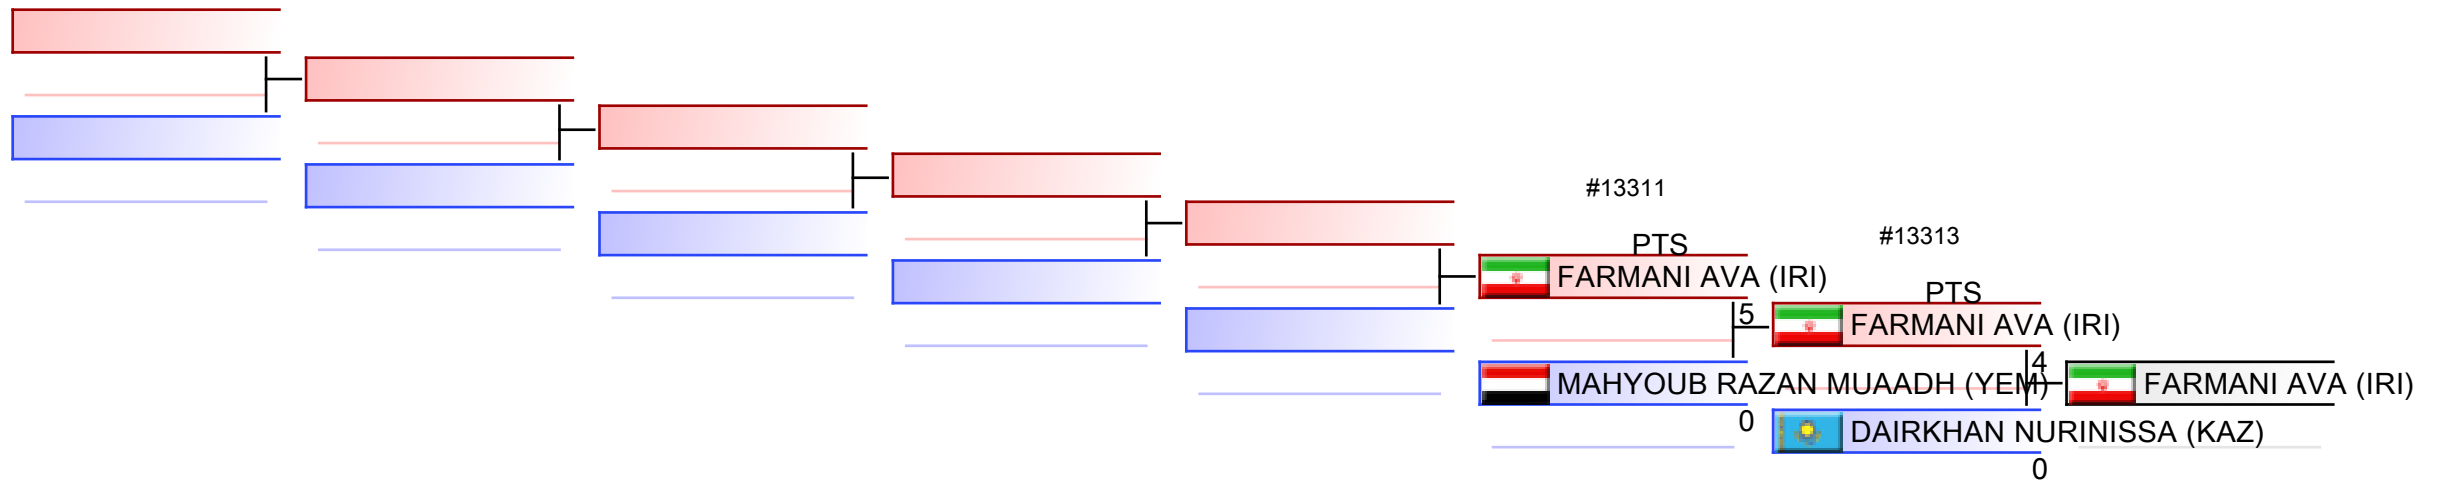 #13311
PTS
FARMANI AVA (IRI)
5
MAHYOUB RAZAN MUAADH (YEM)
0
#13313
PTS
FARMANI AVA (IRI)
4
DAIRKHAN NURINISSA (KAZ)
0
FARMANI AVA (IRI)